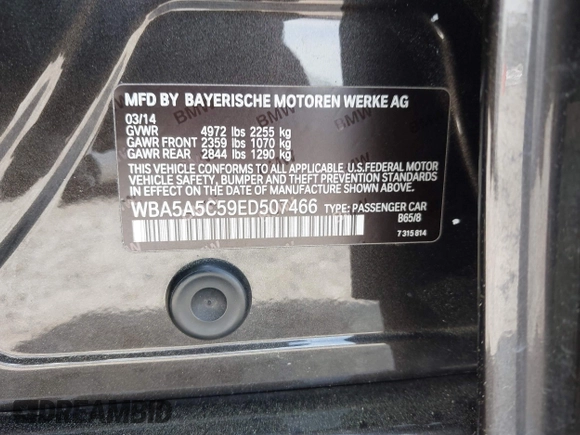 MFD BY BAYERISCHE MOTOREN WERKE AG
03/14
GVWR 4972 lbs 2255 kg
GAWR FRONT 2359 lbs 1070 kg
GAWR REAR 2844 lbs 1290 kg
THIS VEHICLE CONFORMS TO ALL APPLICABLE U.S.FEDERAL MOTOR
VEHICLE SAFETY, BUMPER AND THEFT PREVENTION STANDARDS IN
EFFECT ON THE DATE OF MANUFACTURE SHOWN ABOVE.
WBA5A5C59ED507466 TYPE: PASSENGER CAR
B65/8
7 315 814
DREAMBID